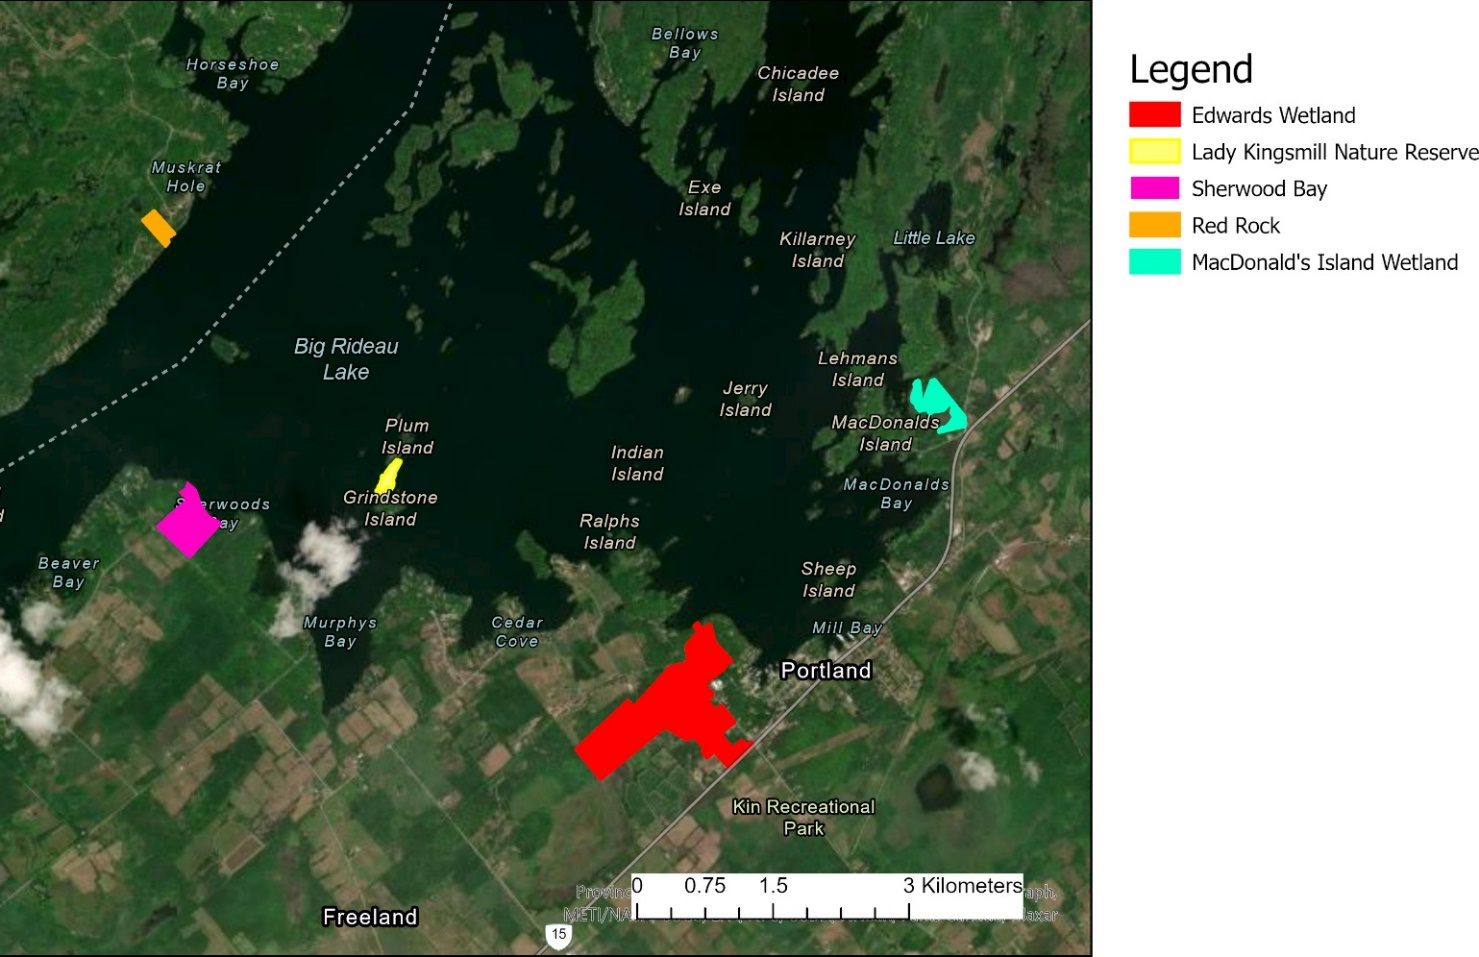 Bellows
Bay
Horseshoe
Bay
Chicadee
Island
Muskrat
Hole
Exe
Island
Killarney
Island
Little Lake
Big Rideau
Lake
Lehmans
Island
Jerry
Island
Plum
Island
MacDonalds
Island
Indian
Island
MacDonalds
Bay
Grindstone
Island
Ralphs
Island
Beaver
Bay
Sheep
Island
Murphys
Bay
Cedar
Cove
Mill Bay
Portland
Kin Recreational
Park
Freeland
15
0 0.75 1.5 3 Kilometers
METI/NA
Legend
Edwards Wetland
Lady Kingsmill Nature Reserve
Sherwood Bay
Red Rock
MacDonald's Island Wetland